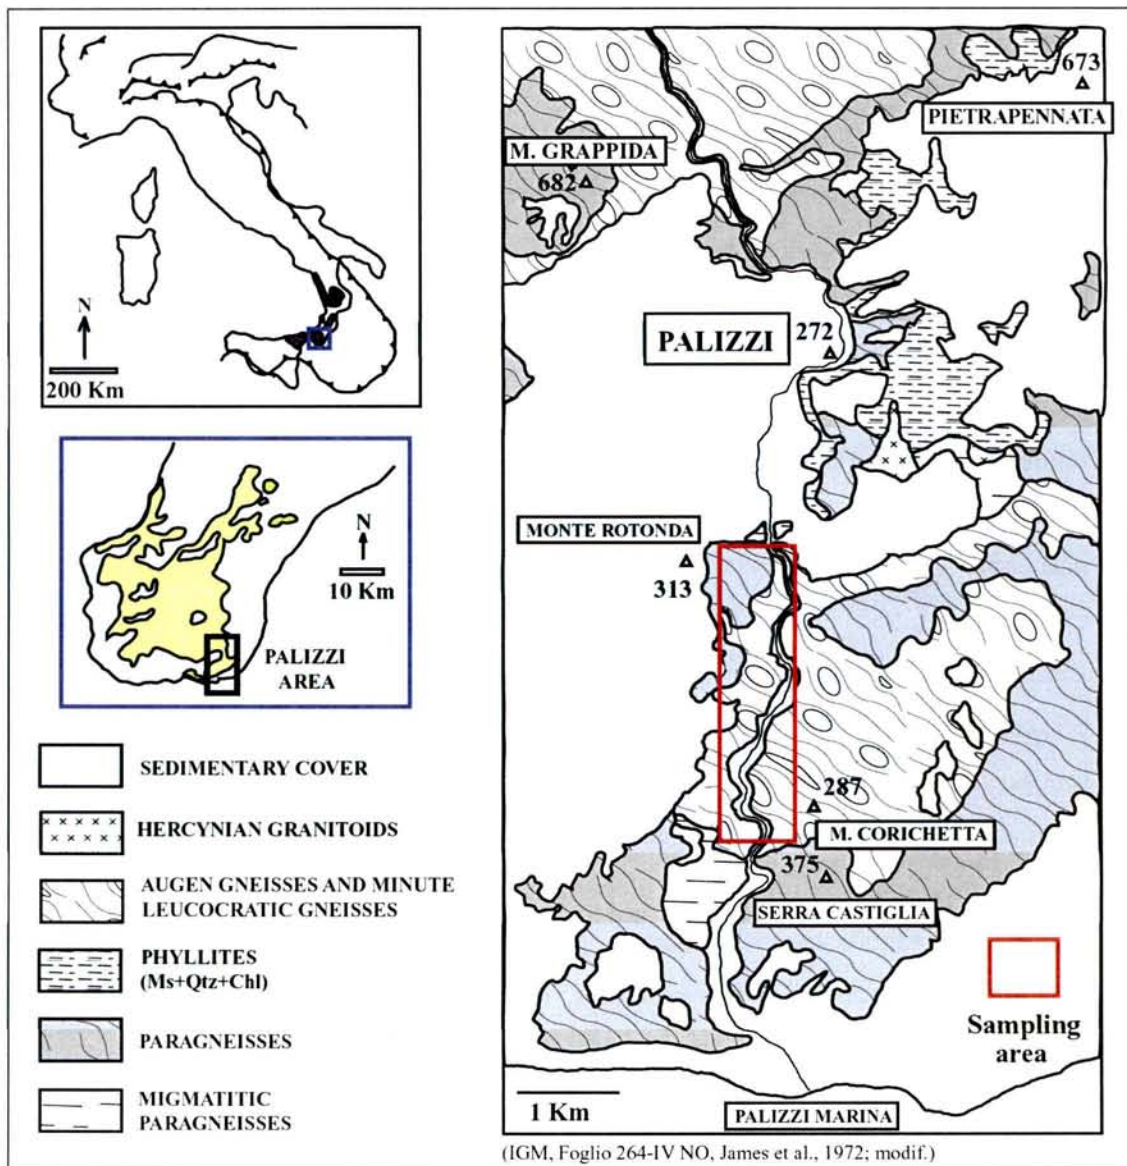 N
200 Km
N
10 Km
PALIZZI
AREA
SEDIMENTARY COVER
HERCYNIAN GRANITOIDS
AUGEN GNEISSES AND MINUTE
LEUCOCRATIC GNEISSES
PHYLLITES
(Ms+Qtz+Chl)
PARAGNEISSES
MIGMATITIC
PARAGNEISSES
673
PIETRAPENNATA
M. GRAPPIDA
682
PALIZZI
272
MONTE ROTONDA
313
287
M. CORICHETTA
375
SERRA CASTIGLIA
Sampling
area
1 Km
PALIZZI MARINA
(IGM, Foglio 264-IV NO, James et al., 1972; modif.)